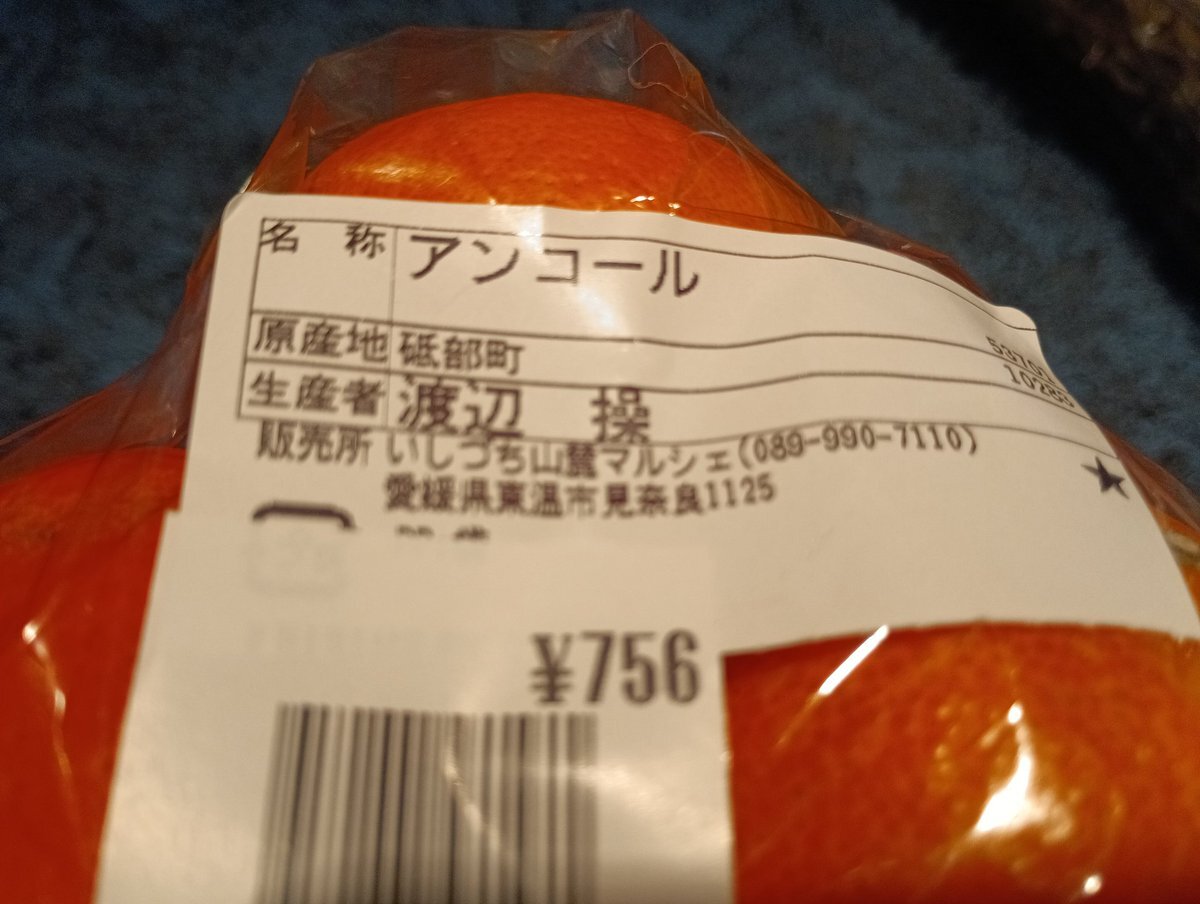 名 称 アンコール
原産地 砥部町
生産者 渡辺 操
販売所 いしづち山麓マルシェ(089-990-7110)
愛媛県東温市見奈良1125
★
¥756